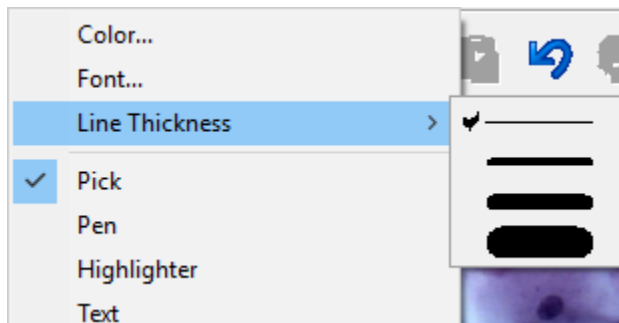 Color...
Font...
Line Thickness
Pick
Pen
Highlighter
Text